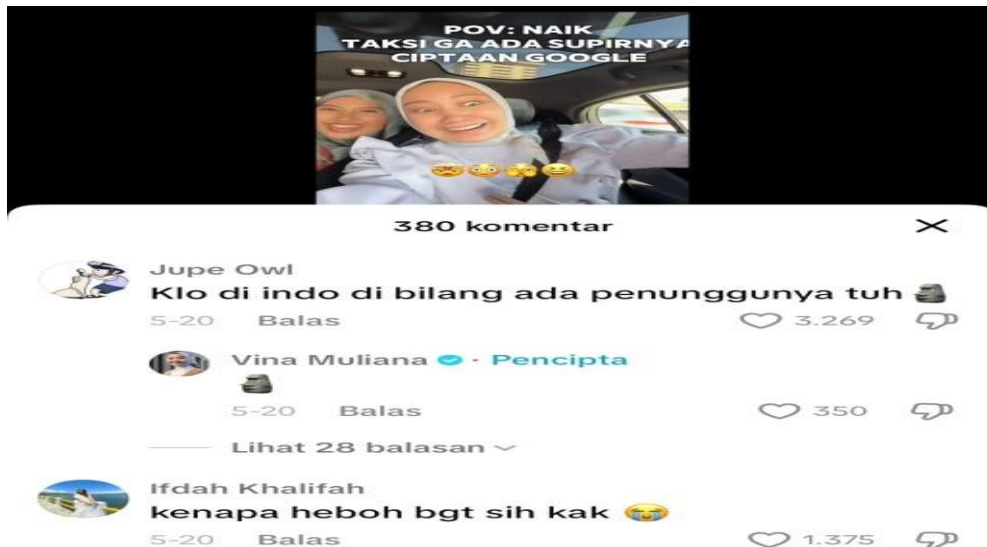 POV: NAIK
TAKSI GA ADA SUPIRNYA
CIPTAAN GOOGLE
🤯😳🫣😆
380 komentar
Jupe Owl
Klo di indo di bilang ada penunggunya tuh 🗿
5-20 Balas 3.269
Vina Muliana · Pencipta
🗿
5-20 Balas 350
Lihat 28 balasan
Ifdah Khalifah
kenapa heboh bgt sih kak 😭
5-20 Balas 1.375